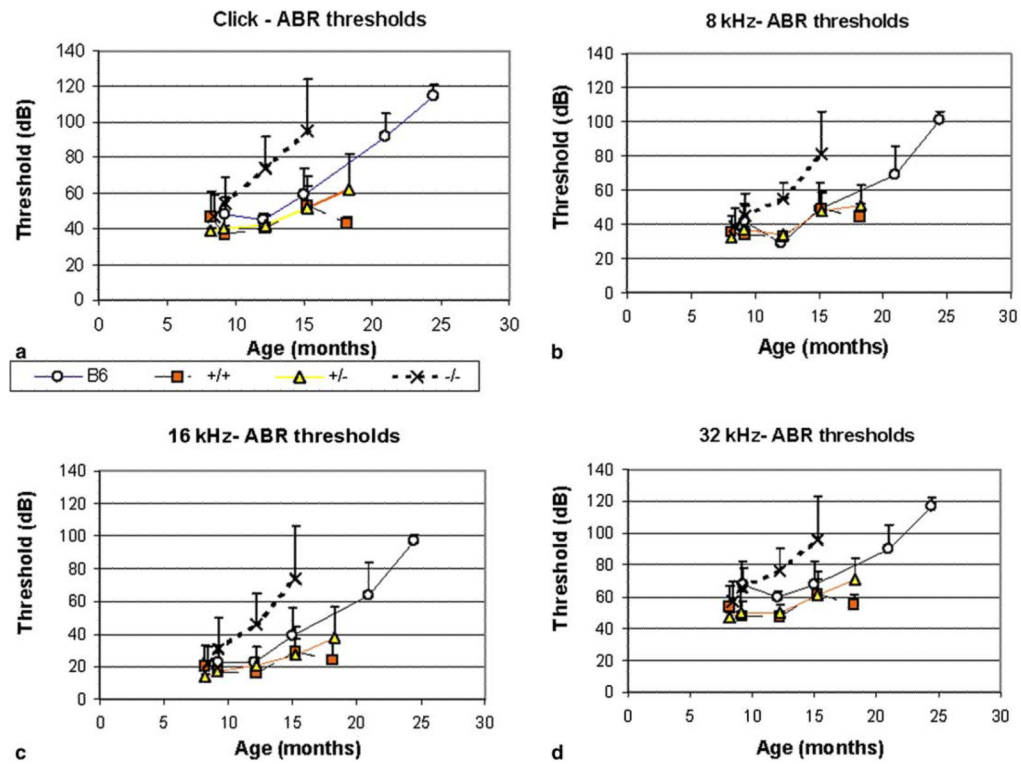 Click - ABR thresholds
Threshold (dB)
140
120
100
80
60
40
20
0
0 5 10 15 20 25 30
Age (months)
a
8 kHz- ABR thresholds
Threshold (dB)
140
120
100
80
60
40
20
0
0 5 10 15 20 25 30
Age (months)
b
B6 +/+ +/- -/-
16 kHz- ABR thresholds
Threshold (dB)
140
120
100
80
60
40
20
0
0 5 10 15 20 25 30
Age (months)
c
32 kHz- ABR thresholds
Threshold (dB)
140
120
100
80
60
40
20
0
0 5 10 15 20 25 30
Age (months)
d